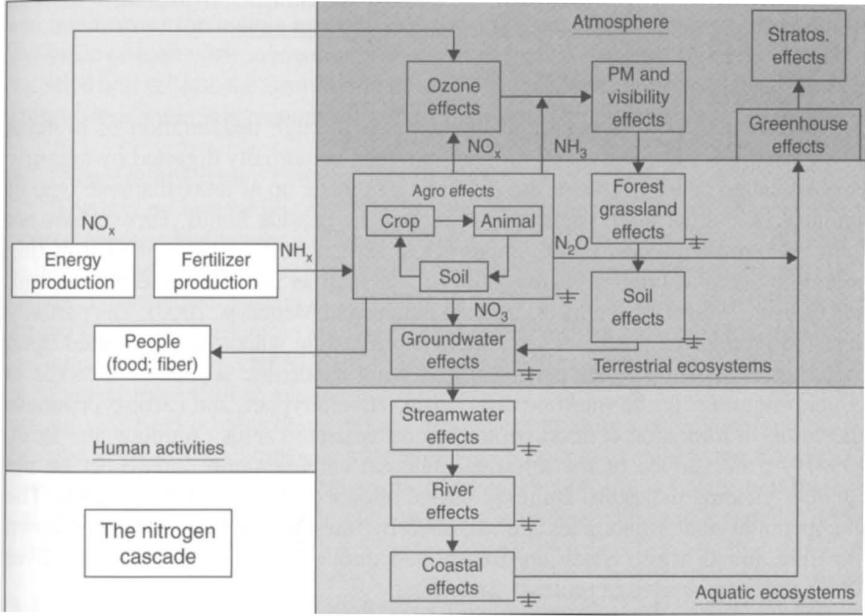 Atmosphere
Stratos.
effects
Ozone
effects
PM and
visibility
effects
Greenhouse
effects
NOx
NH3
Agro effects
Crop
Animal
Soil
Forest
grassland
effects
NOx
Energy
production
Fertilizer
production
NHx
N2O
Soil
effects
NO3
People
(food; fiber)
Groundwater
effects
Terrestrial ecosystems
Streamwater
effects
Human activities
River
effects
The nitrogen
cascade
Coastal
effects
Aquatic ecosystems